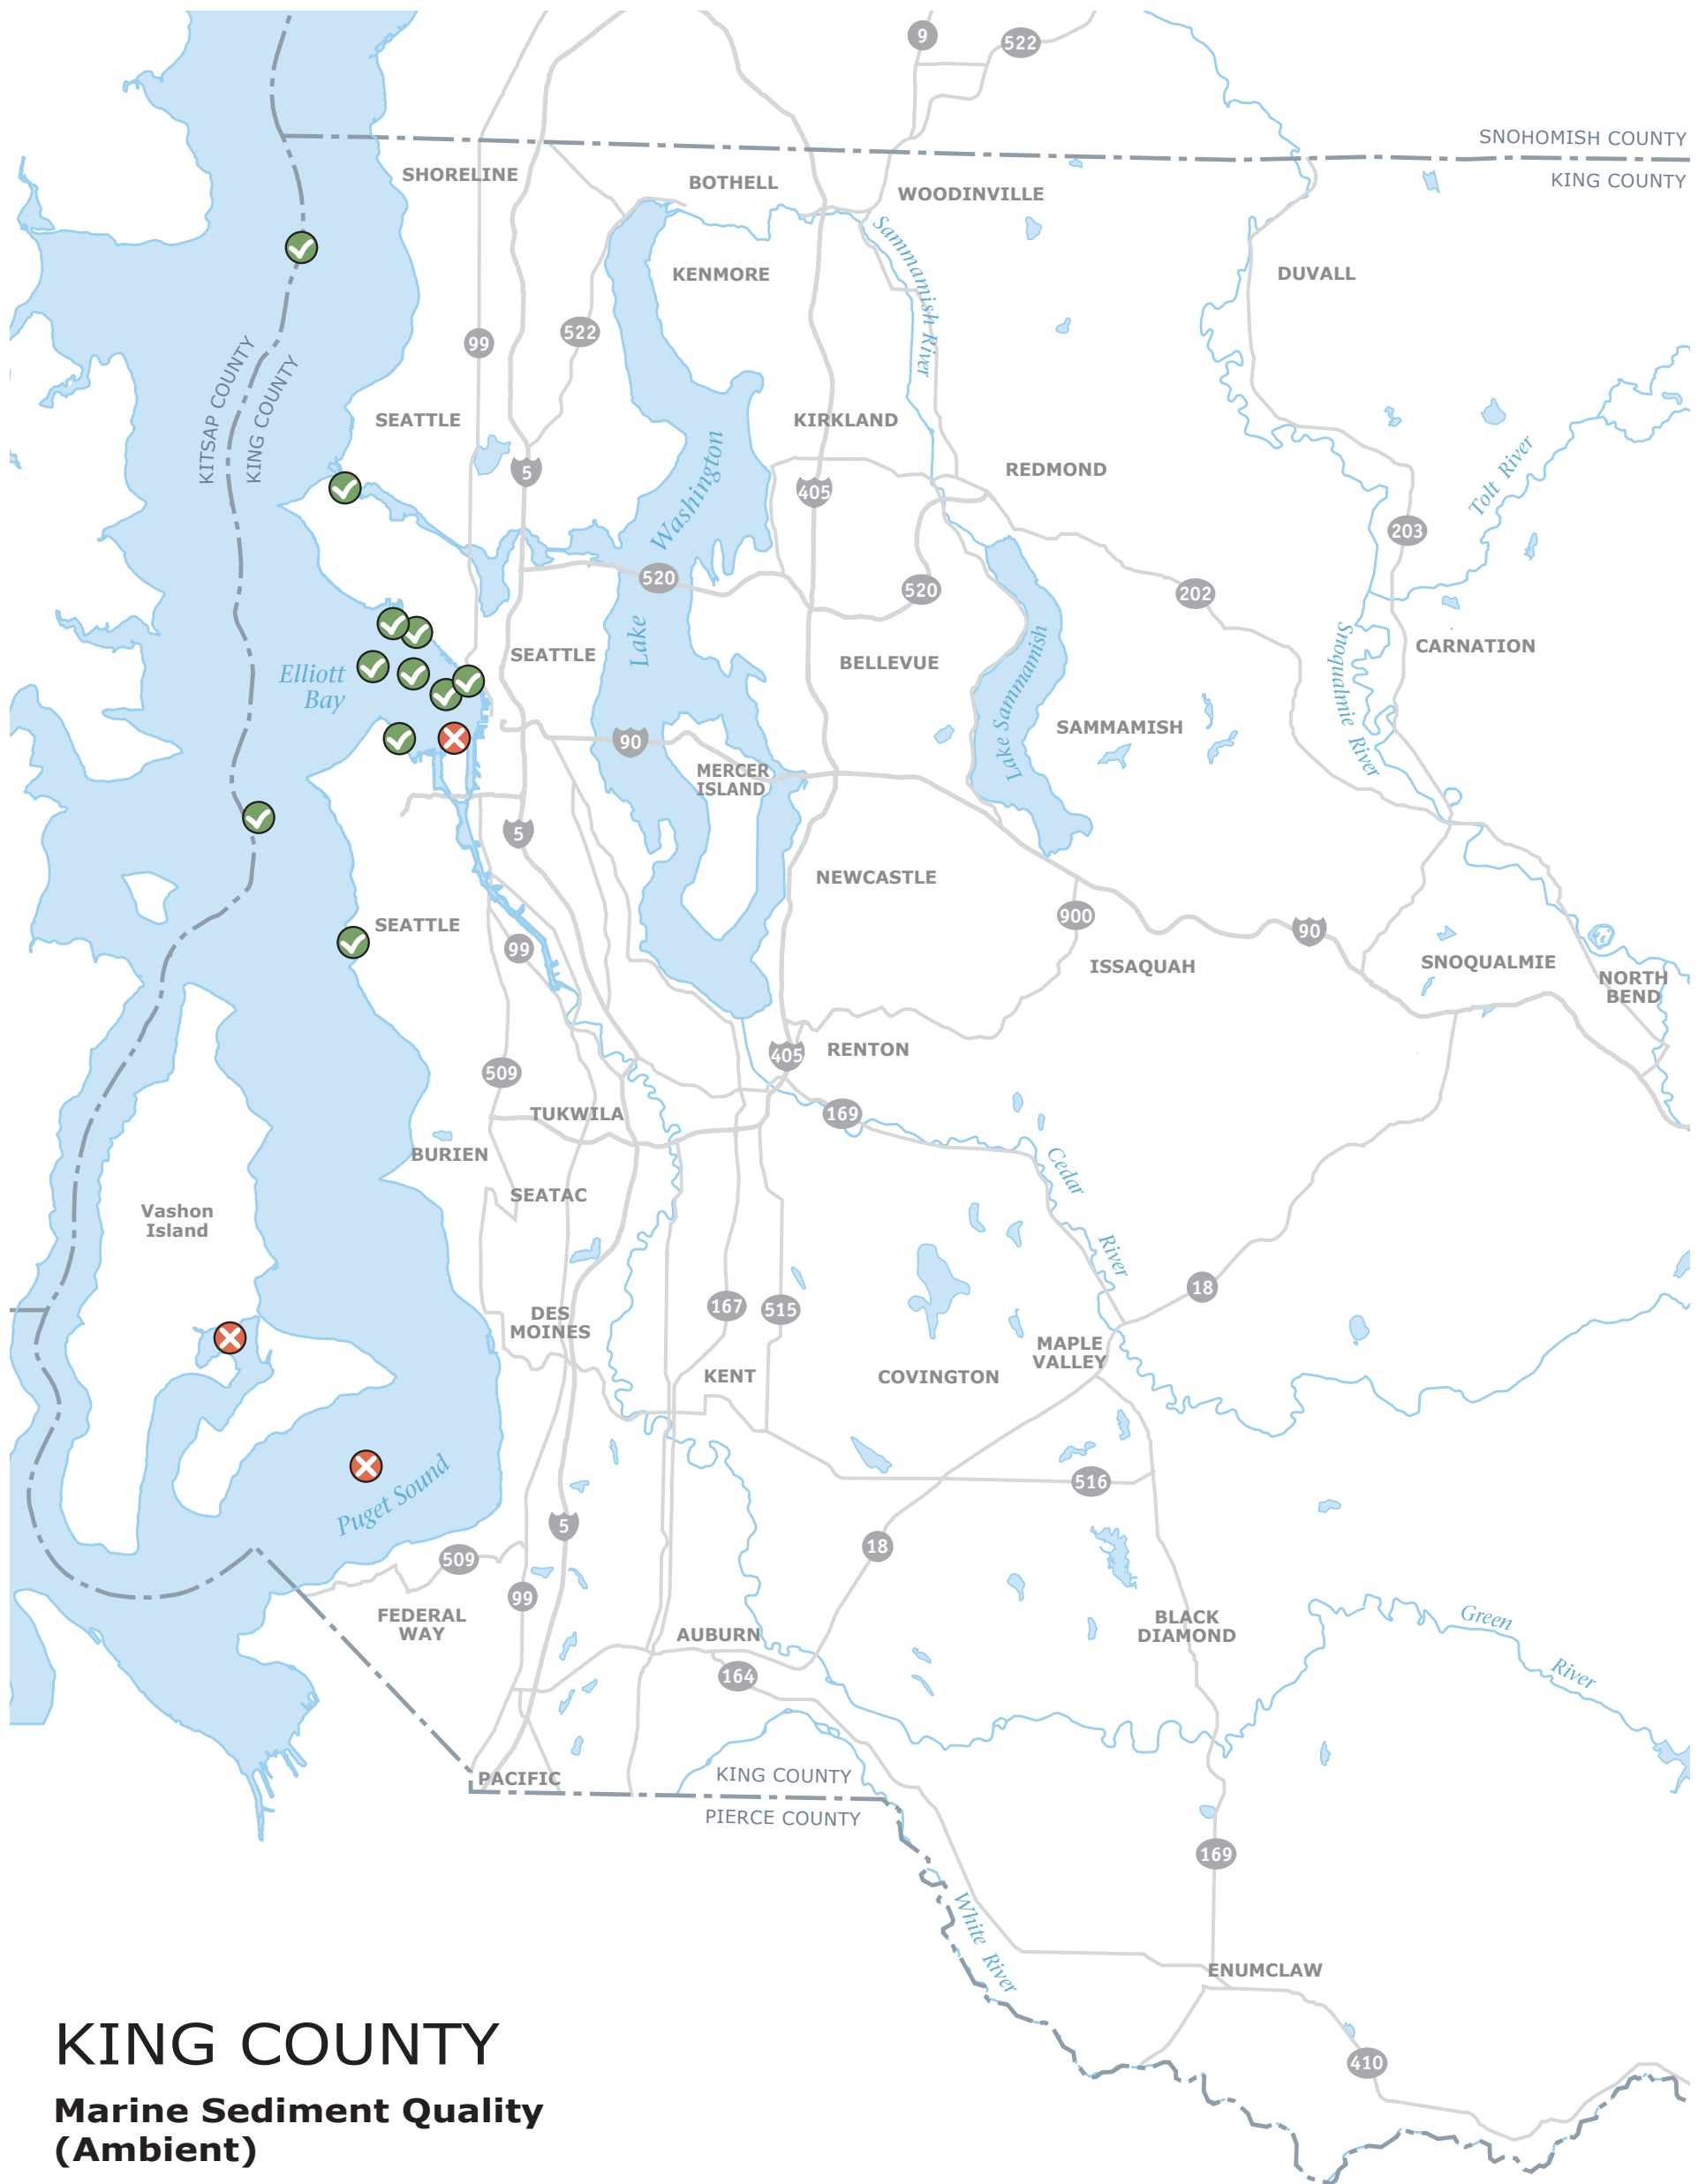 9
522
SNOHOMISH COUNTY
KING COUNTY
SHORELINE
BOTHELL
WOODINVILLE
Sammamish River
KENMORE
DUVALL
99
522
KITSAP COUNTY
KING COUNTY
SEATTLE
KIRKLAND
5
REDMOND
405
Tolt River
203
Lake Washington
520
520
202
Snoqualmie River
CARNATION
Elliott
Bay
SEATTLE
BELLEVUE
Lake Sammamish
SAMMAMISH
90
MERCER
ISLAND
5
NEWCASTLE
900
90
SEATTLE
99
ISSAQUAH
SNOQUALMIE
NORTH
BEND
405
RENTON
509
TUKWILA
169
BURIEN
Cedar River
SEATAC
Vashon
Island
18
167
515
DES
MOINES
MAPLE
VALLEY
KENT
COVINGTON
516
Puget Sound
5
18
509
99
FEDERAL
WAY
AUBURN
BLACK
DIAMOND
Green River
164
PACIFIC
KING COUNTY
PIERCE COUNTY
169
White River
ENUMCLAW
410
KING COUNTY
Marine Sediment Quality
(Ambient)